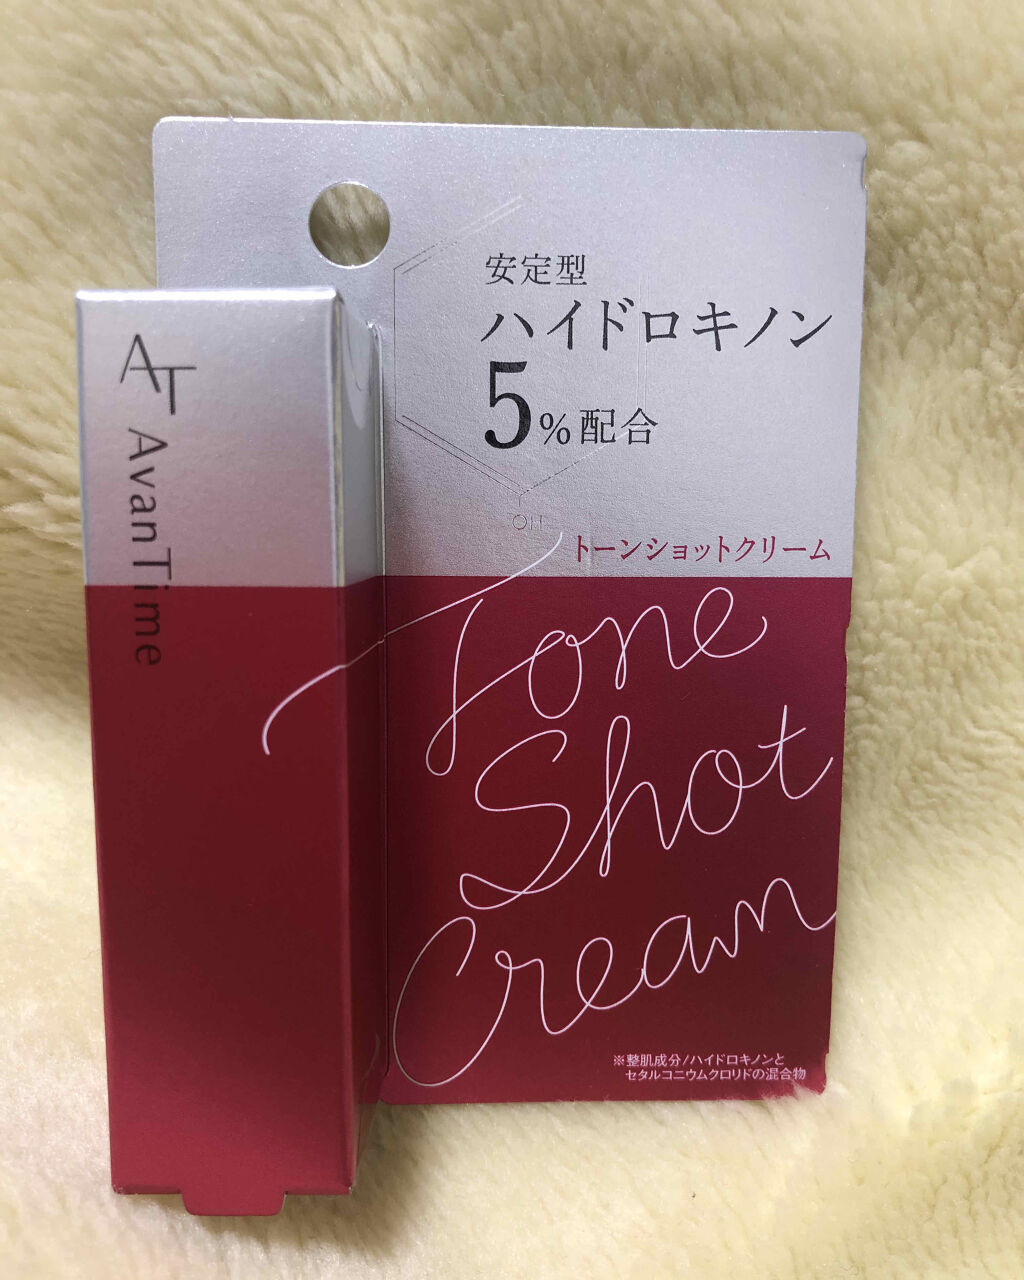 AT
AvanTime
安定型
ハイドロキノン
5%配合
OH
トーンショットクリーム
Tone
Shot
Cream
※整肌成分/ハイドロキノンと
セタルコニウムクロリドの混合物